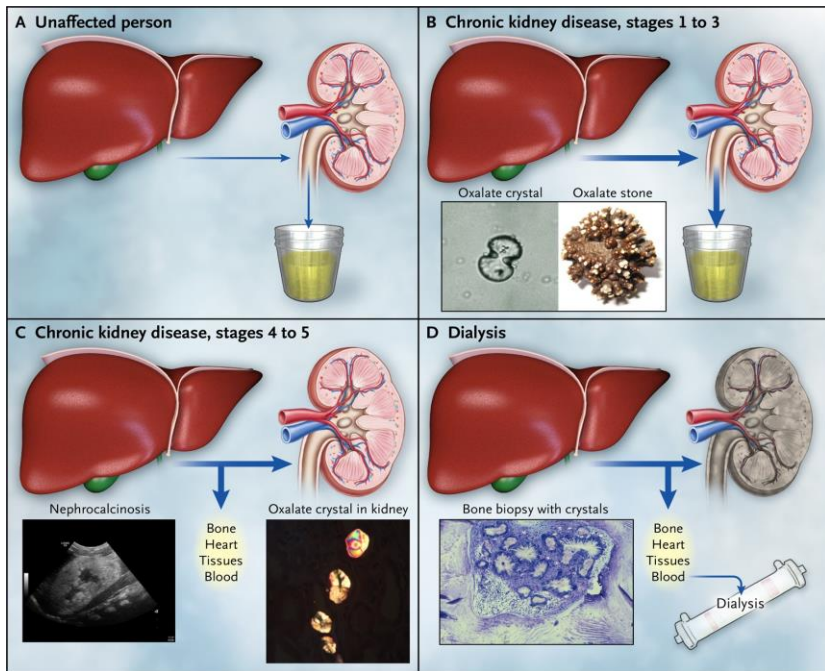 A Unaffected person
B Chronic kidney disease, stages 1 to 3
Oxalate crystal
Oxalate stone
C Chronic kidney disease, stages 4 to 5
Nephrocalcinosis
Bone
Heart
Tissues
Blood
Oxalate crystal in kidney
D Dialysis
Bone biopsy with crystals
Bone
Heart
Tissues
Blood
Dialysis